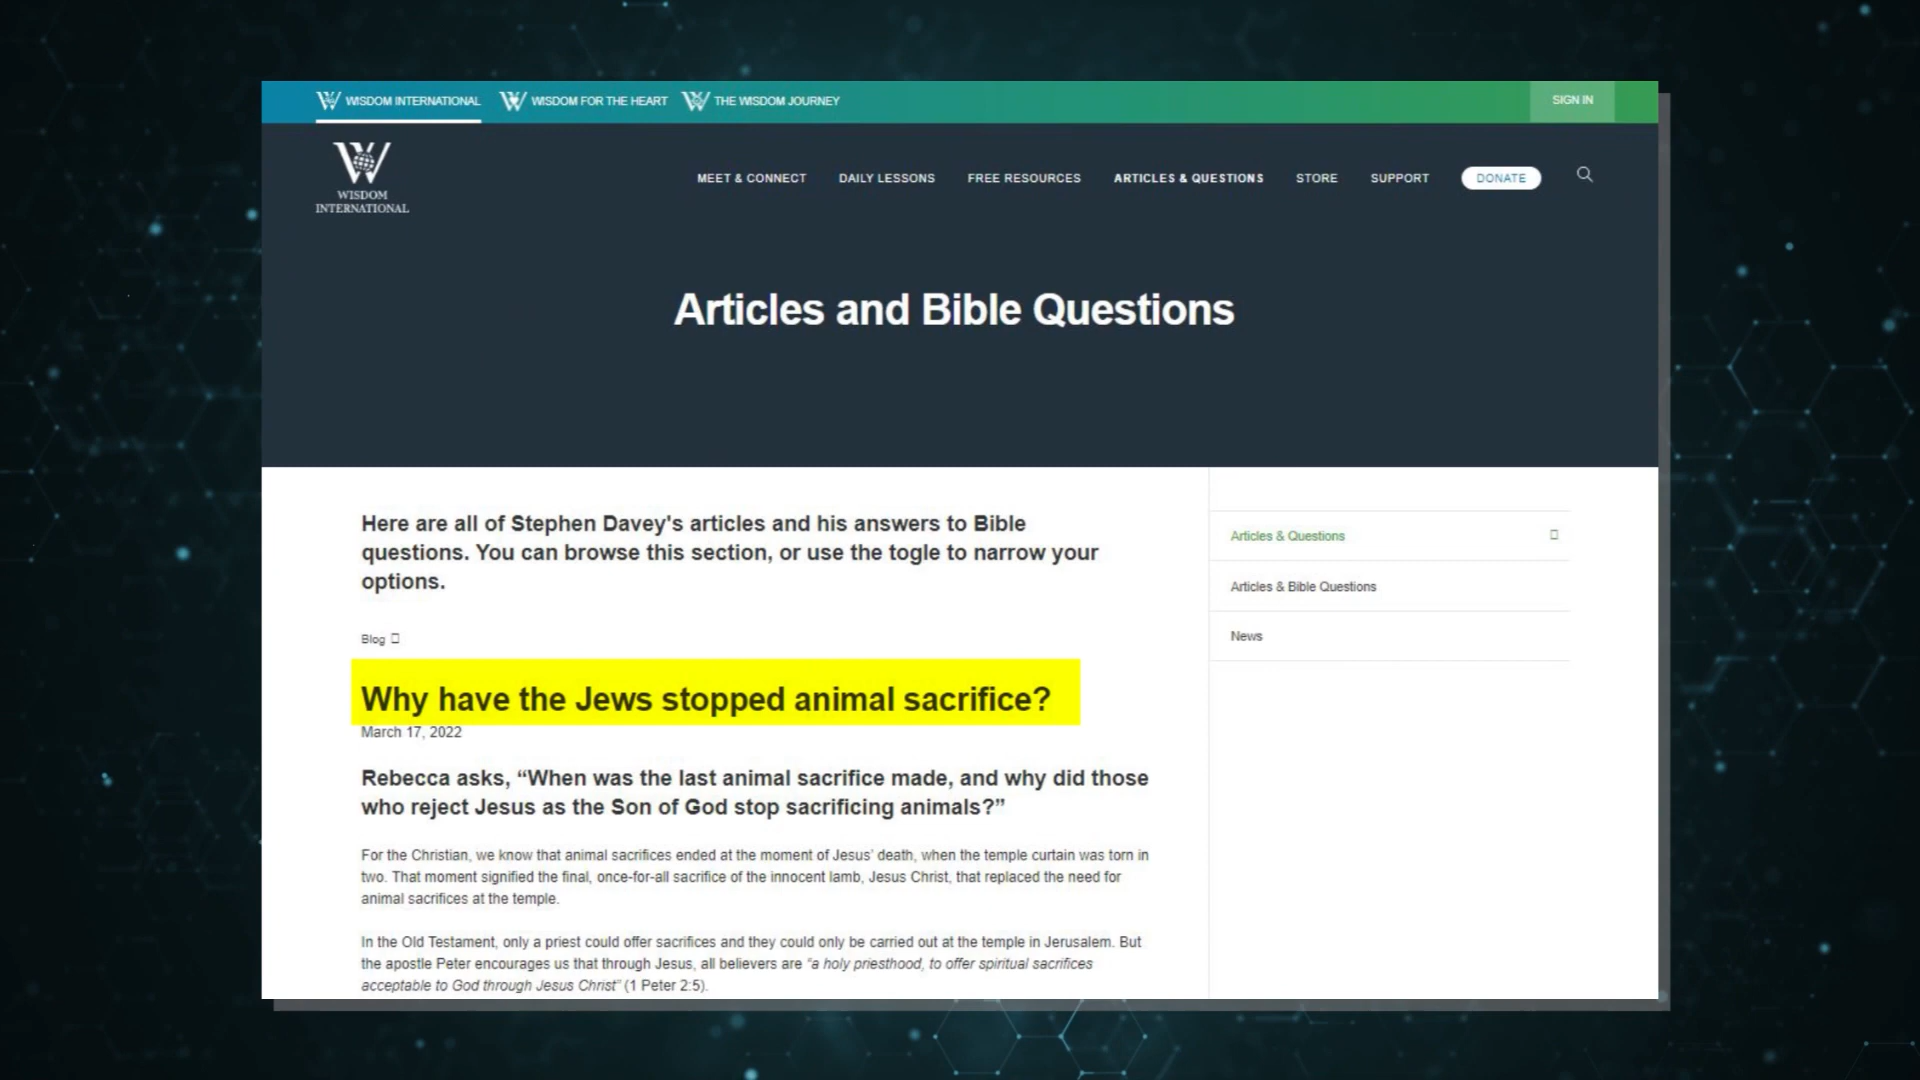 WISDOM INTERNATIONAL WISDOM FOR THE HEART THE WISDOM JOURNEY SIGN IN
WISDOM
INTERNATIONAL
MEET & CONNECT DAILY LESSONS FREE RESOURCES ARTICLES & QUESTIONS STORE SUPPORT DONATE
Articles and Bible Questions
Here are all of Stephen Davey's articles and his answers to Bible
questions. You can browse this section, or use the togle to narrow your
options.
Blog
Why have the Jews stopped animal sacrifice?
March 17, 2022
Rebecca asks, “When was the last animal sacrifice made, and why did those
who reject Jesus as the Son of God stop sacrificing animals?”
For the Christian, we know that animal sacrifices ended at the moment of Jesus’ death, when the temple curtain was torn in
two. That moment signified the final, once-for-all sacrifice of the innocent lamb, Jesus Christ, that replaced the need for
animal sacrifices at the temple.
In the Old Testament, only a priest could offer sacrifices and they could only be carried out at the temple in Jerusalem. But
the apostle Peter encourages us that through Jesus, all believers are “a holy priesthood, to offer spiritual sacrifices
acceptable to God through Jesus Christ” (1 Peter 2:5).
Articles & Questions
Articles & Bible Questions
News